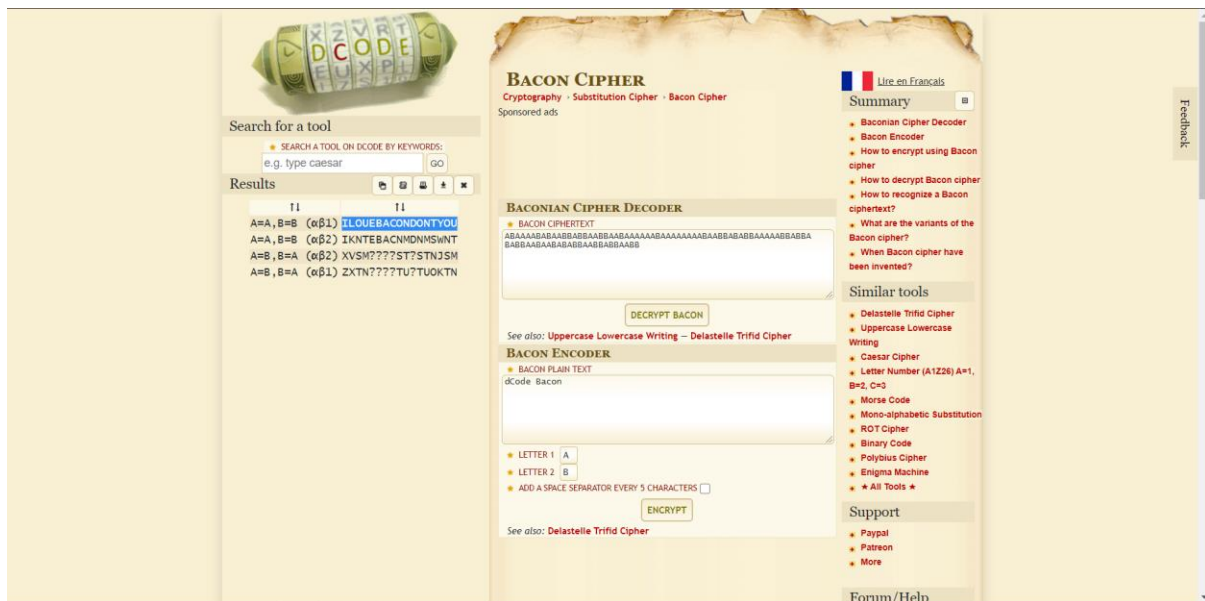 DCODE
Search for a tool
★ SEARCH A TOOL ON DCODE BY KEYWORDS:
e.g. type caesar
GO
Results
↑↓ ↑↓
A=A,B=B (αβ1) ILOUEBACONDONTYOU
A=A,B=B (αβ2) IKNTEBACNMDNMSWNT
A=B,B=A (αβ2) XVSM????ST?STNJSM
A=B,B=A (αβ1) ZXTN????TU?TUOKTN
BACON CIPHER
Cryptography › Substitution Cipher › Bacon Cipher
Sponsored ads
BACONIAN CIPHER DECODER
★ BACON CIPHERTEXT
DECRYPT BACON
See also: Uppercase Lowercase Writing — Delastelle Trifid Cipher
BACON ENCODER
★ BACON PLAIN TEXT
dCode Bacon
★ LETTER 1 A
★ LETTER 2 B
★ ADD A SPACE SEPARATOR EVERY 5 CHARACTERS
ENCRYPT
See also: Delastelle Trifid Cipher
Lire en Français
Summary
Baconian Cipher Decoder
Bacon Encoder
How to encrypt using Bacon
cipher
How to decrypt Bacon cipher
How to recognize a Bacon
ciphertext?
What are the variants of the
Bacon cipher?
When Bacon cipher have
been invented?
Similar tools
Delastelle Trifid Cipher
Uppercase Lowercase
Writing
Caesar Cipher
Letter Number (A1Z26) A=1,
B=2, C=3
Morse Code
Mono-alphabetic Substitution
ROT Cipher
Binary Code
Polybius Cipher
Enigma Machine
★ All Tools ★
Support
Paypal
Patreon
More
Forum/Help
Feedback